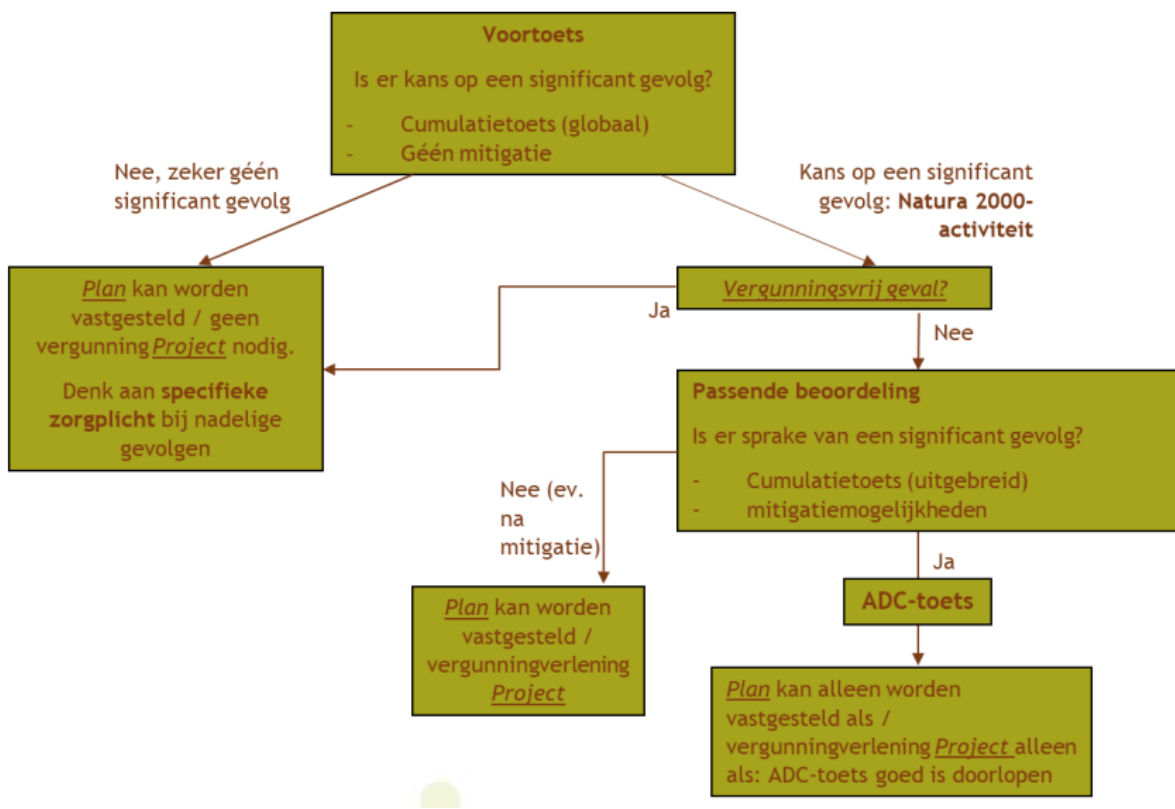 Voortoets
Is er kans op een significant gevolg?
- Cumulatietoets (globaal)
- Géén mitigatie
Nee, zeker géén
significant gevolg
Kans op een significant
gevolg: Natura 2000-
activiteit
Plan kan worden
vastgesteld / geen
vergunning Project nodig.
Denk aan specifieke
zorgplicht bij nadelige
gevolgen
Vergunningsvrij geval?
Ja
Nee
Passende beoordeling
Is er sprake van een significant gevolg?
- Cumulatietoets (uitgebreid)
- mitigatiemogelijkheden
Nee (ev.
na
mitigatie)
Ja
ADC-toets
Plan kan worden
vastgesteld /
vergunningverlening
Project
Plan kan alleen worden
vastgesteld als /
vergunningverlening Project alleen
als: ADC-toets goed is doorlopen